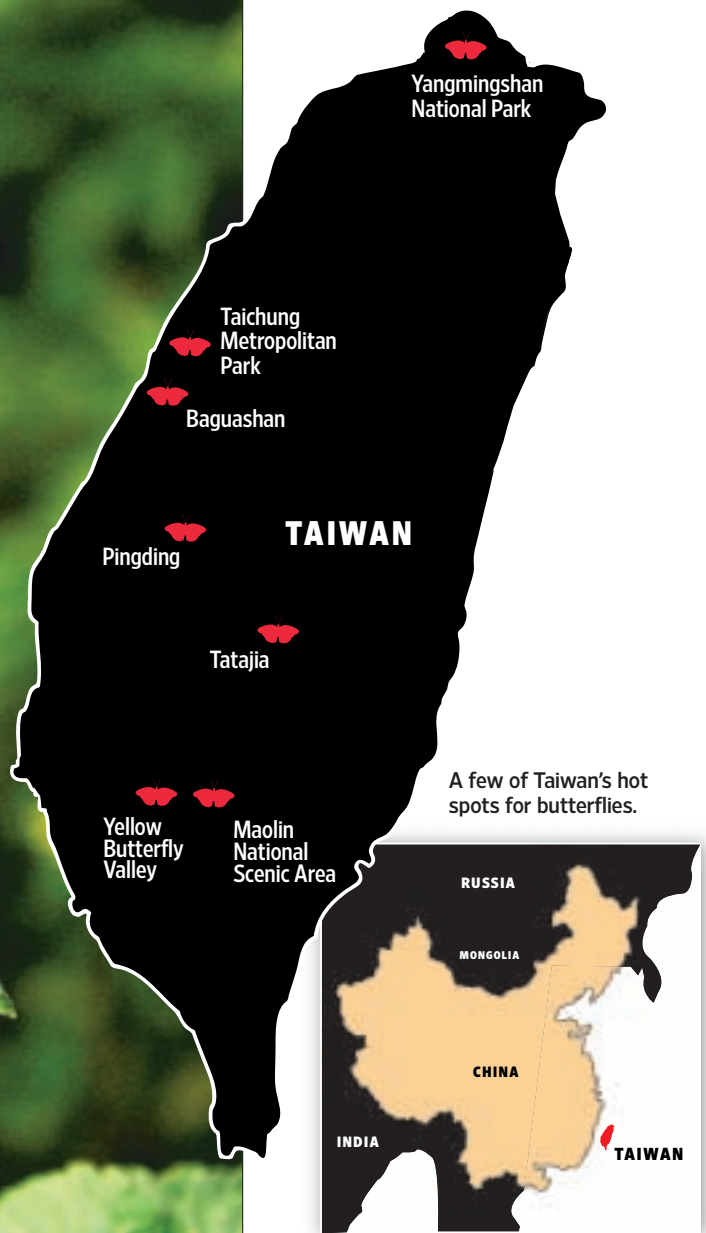 Yangmingshan
National Park
Taichung
Metropolitan
Park
Baguashan
TAIWAN
Pingding
Tatajia
Yellow
Butterfly
Valley
Maolin
National
Scenic Area
A few of Taiwan’s hot
spots for butterflies.
RUSSIA
MONGOLIA
CHINA
INDIA
TAIWAN